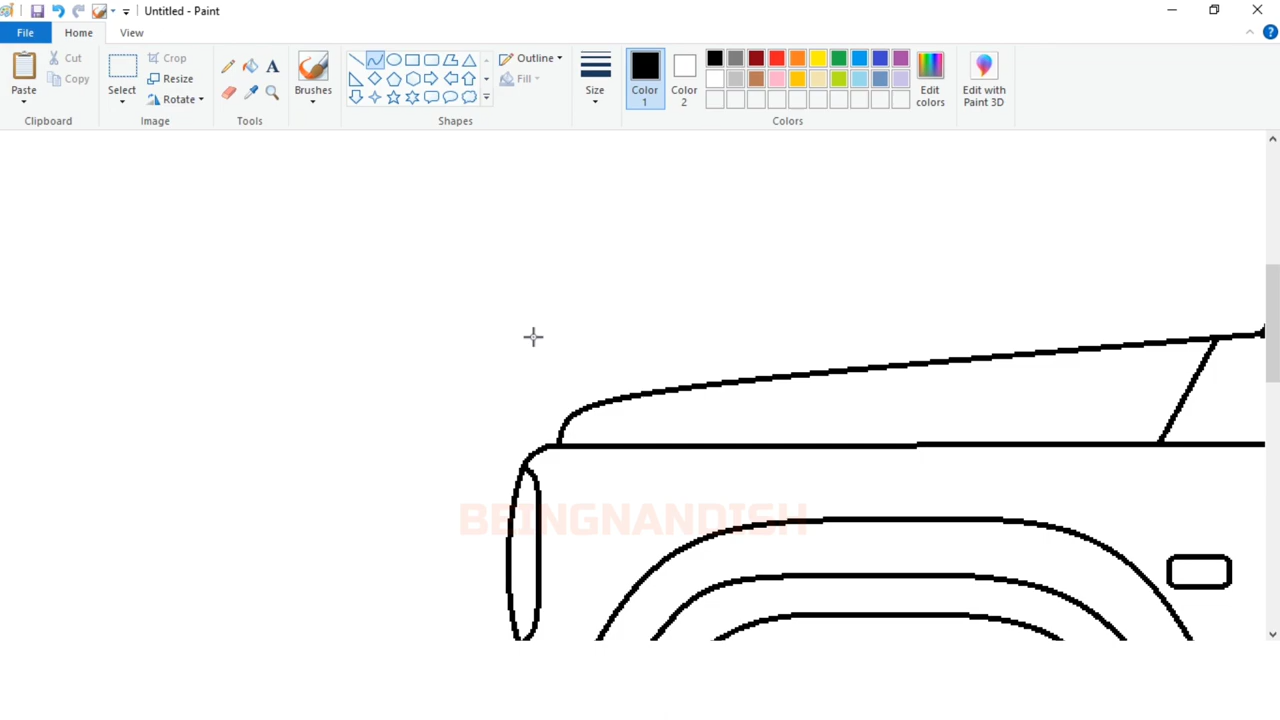 Untitled - Paint
File Home View
Paste
Cut
Copy
Clipboard
Select
Crop
Resize
Rotate
Image
A
Tools
Brushes
Outline
Fill
Shapes
Size
Color 1
Color 2
Edit colors
Colors
Edit with Paint 3D
?
BEINGNANDISH